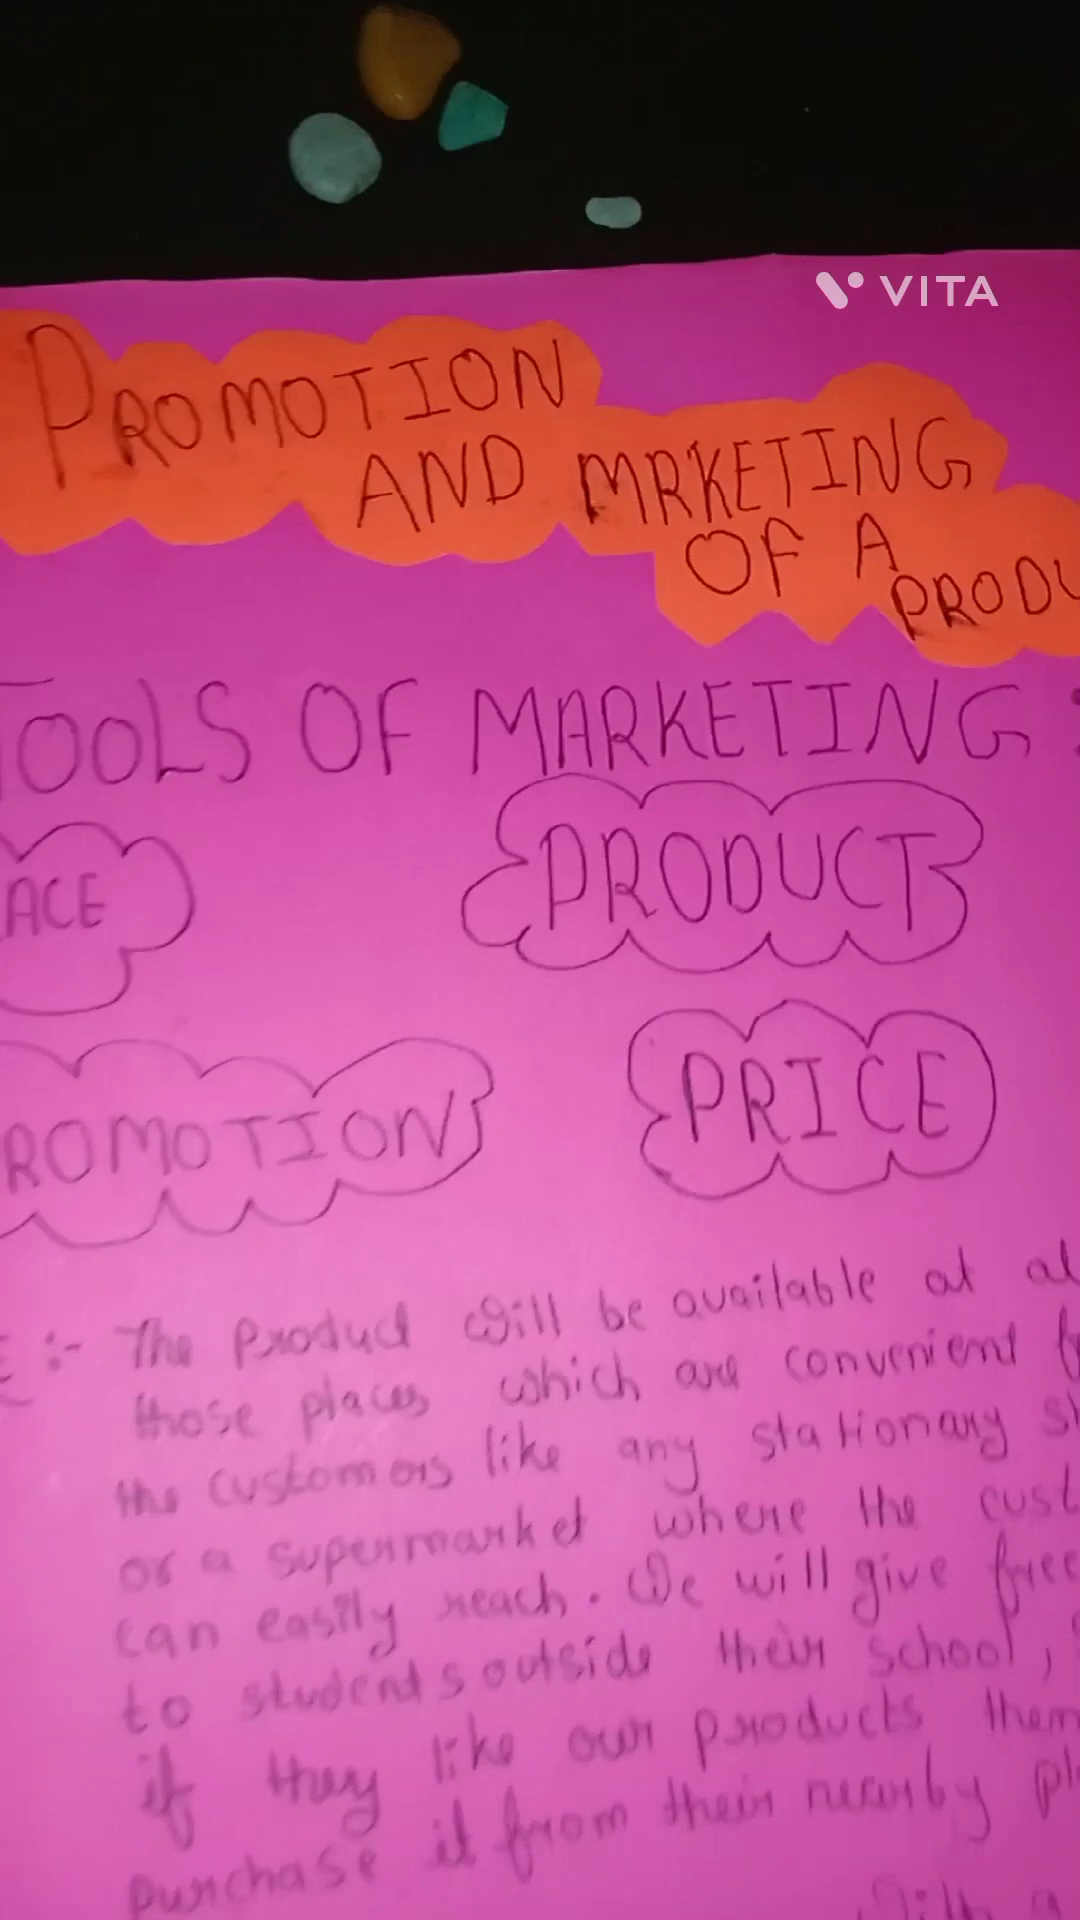 VITA
PROMOTION
AND MRKETING
OF A
PRODU
TOOLS OF MARKETING :
ACE
PRODUCT
ROMOTION
PRICE
E :- The Product will be available at al
those places which are convenient f
the customers like any stationary s
or a supermarket where the cust
can easily reach. We will give free
to students outside their school,
if they like our products then
purchase it from their nearby pl
with a